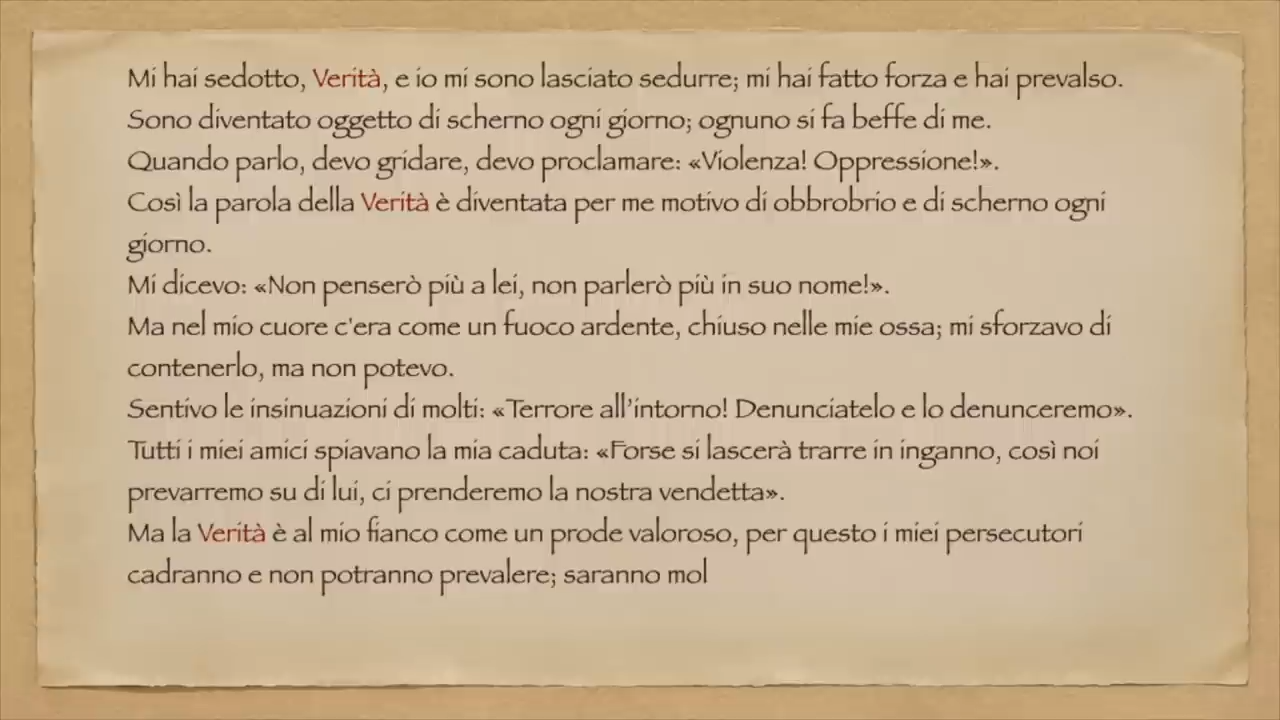 Mi hai sedotto, Verità, e io mi sono lasciato sedurre; mi hai fatto forza e hai prevalso.
Sono diventato oggetto di scherno ogni giorno; ognuno si fa beffe di me.
Quando parlo, devo gridare, devo proclamare: «Violenza! Oppressione!».
Così la parola della Verità è diventata per me motivo di obbrobrio e di scherno ogni
giorno.
Mi dicevo: «Non penserò più a lei, non parlerò più in suo nome!».
Ma nel mio cuore c'era come un fuoco ardente, chiuso nelle mie ossa; mi sforzavo di
contenerlo, ma non potevo.
Sentivo le insinuazioni di molti: «Terrore all’intorno! Denunciatelo e lo denunceremo».
Tutti i miei amici spiavano la mia caduta: «Forse si lascerà trarre in inganno, così noi
prevarremo su di lui, ci prenderemo la nostra vendetta».
Ma la Verità è al mio fianco come un prode valoroso, per questo i miei persecutori
cadranno e non potranno prevalere; saranno mol